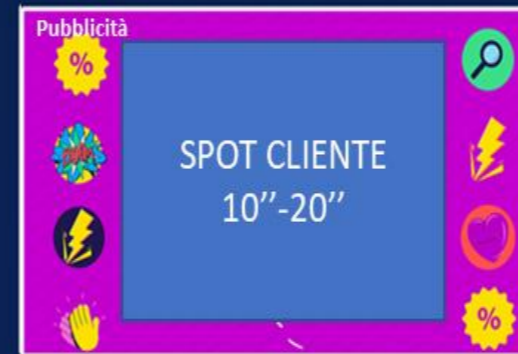 Pubblicità
%
SPOT CLIENTE
10’’-20’’
%